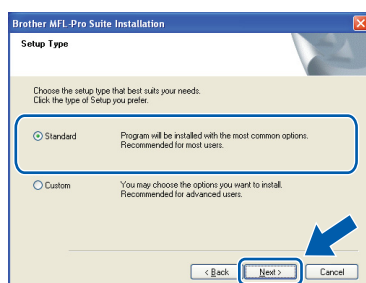 Brother MFL-Pro Suite Installation
Setup Type
Choose the setup type that best suits your needs.
Click the type of Setup you prefer.
Standard
Program will be installed with the most common options.
Recommended for most users.
Custom
You may choose the options you want to install.
Recommended for advanced users.
< Back
Next >
Cancel